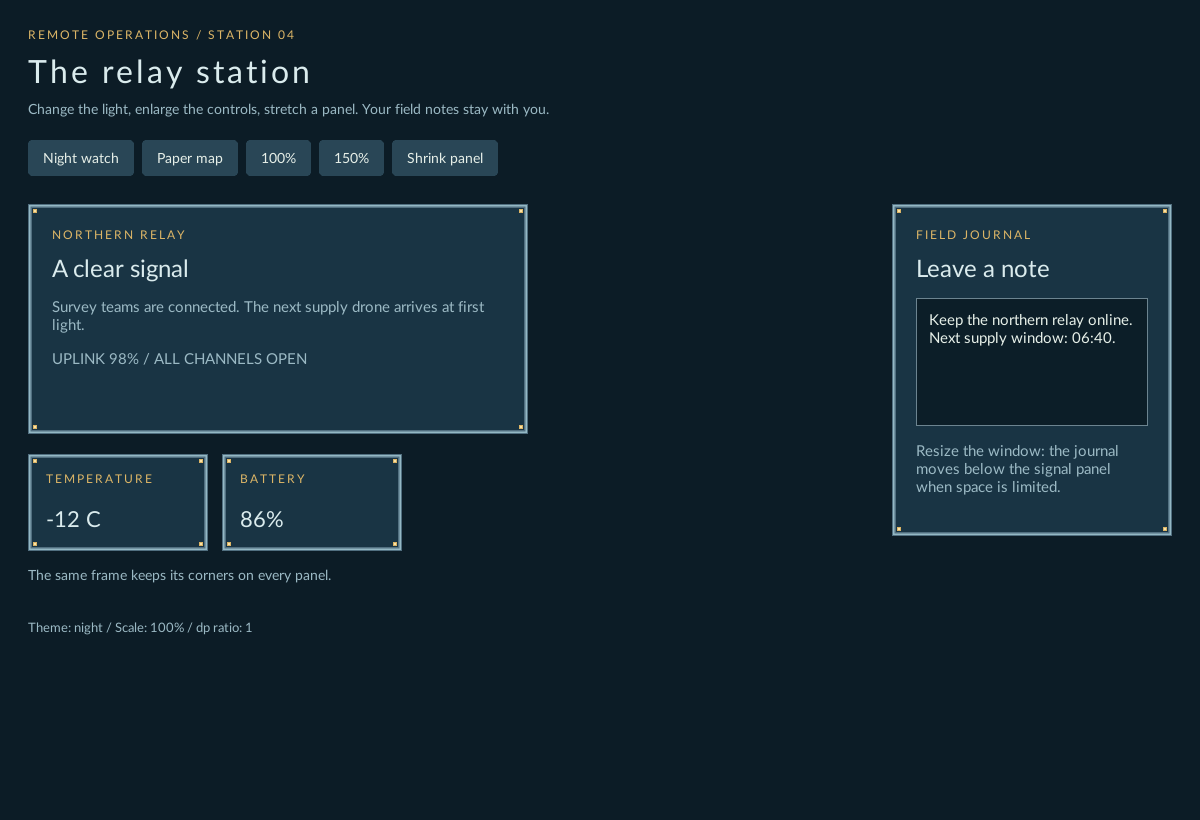 REMOTE OPERATIONS / STATION 04
The relay station
Change the light, enlarge the controls, stretch a panel. Your field notes stay with you.
Night watch
Paper map
100%
150%
Shrink panel
NORTHERN RELAY
A clear signal
Survey teams are connected. The next supply drone arrives at first
light.
UPLINK 98% / ALL CHANNELS OPEN
TEMPERATURE
-12 C
BATTERY
86%
The same frame keeps its corners on every panel.
Theme: night / Scale: 100% / dp ratio: 1
FIELD JOURNAL
Leave a note
Keep the northern relay online.
Next supply window: 06:40.
Resize the window: the journal
moves below the signal panel
when space is limited.